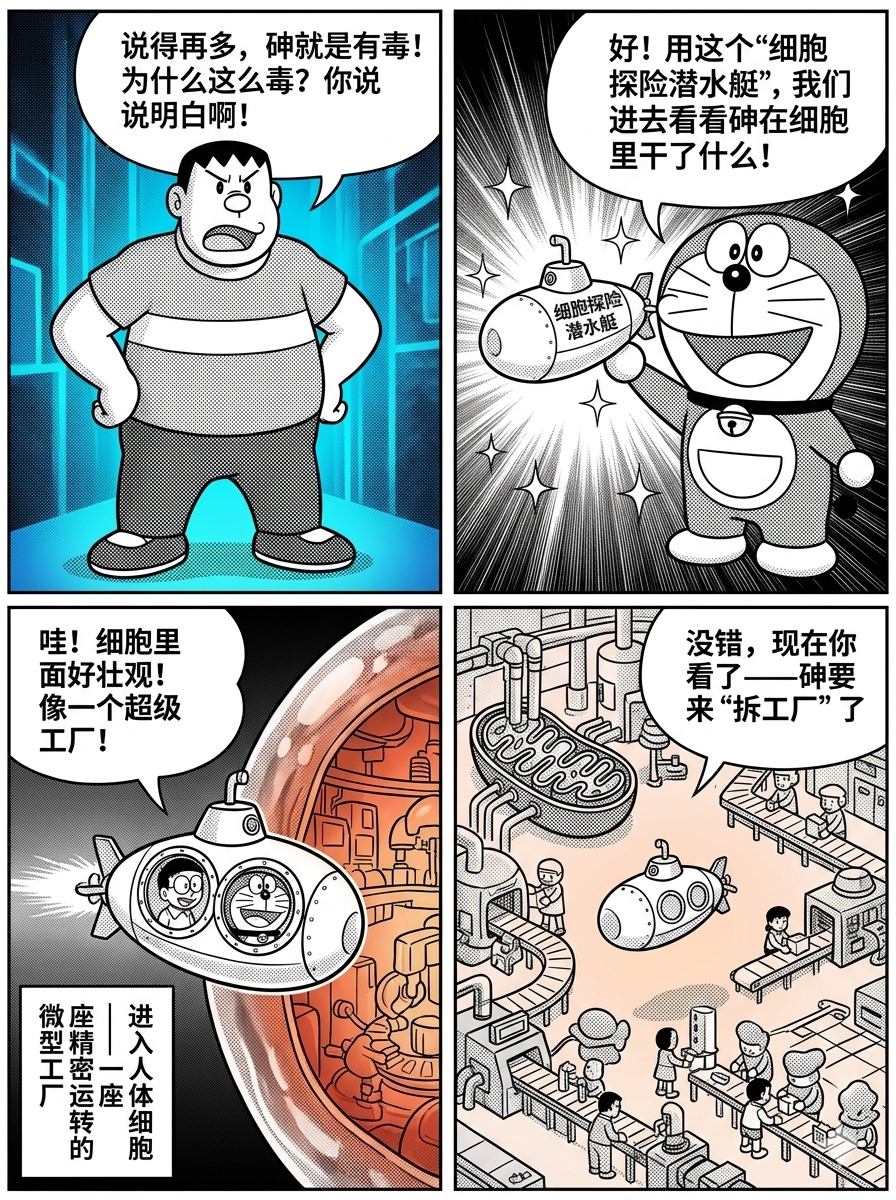 说得再多，砷就是有毒！
为什么这么毒？你说
说明白啊！
好！用这个“细胞
探险潜水艇”，我们
进去看看砷在细胞
里干了什么！
细胞探险
潜水艇
哇！细胞里
面好壮观！
像一个超级
工厂！
进入人体细胞
——一座
座精密运转的
微型工厂
没错，现在你
看了——砷要
来“拆工厂”了